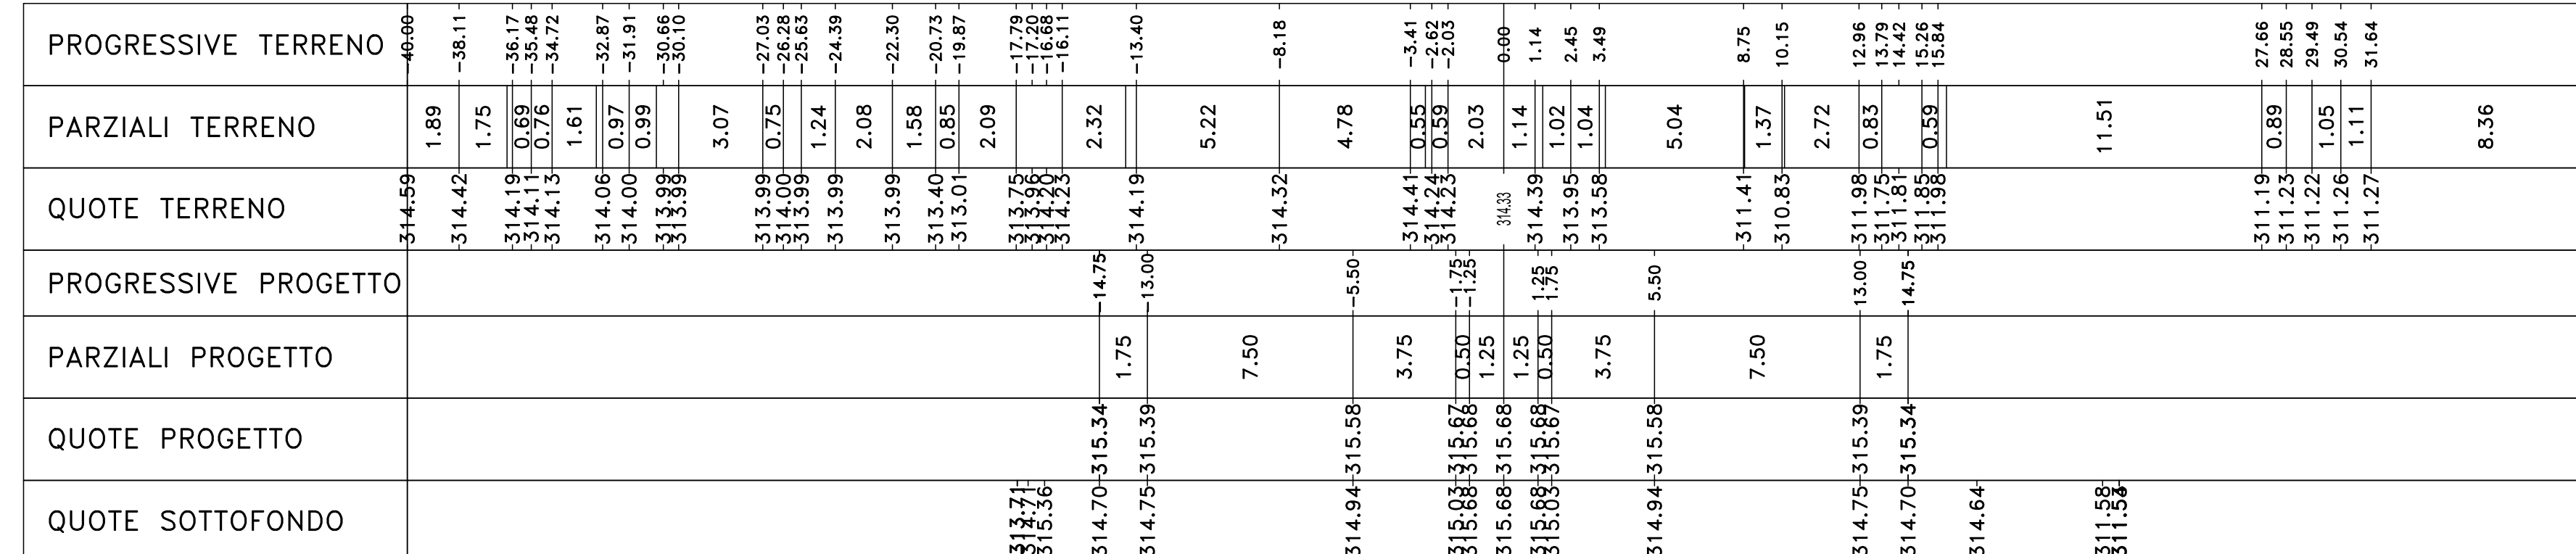 PROGRESSIVE TERRENO -40.00 -38.11 -36.17 -35.48 -34.72 -32.87 -31.91 -30.66 -30.10 -27.03 -26.28 -25.63 -24.39 -22.30 -20.73 -19.87 -17.79 -17.20 -16.68 -16.11 -13.40 -8.18 -3.41 -2.62 -2.03 0.00 1.14 2.45 3.49 8.75 10.15 12.96 13.79 14.42 15.26 15.84 27.66 28.55 29.49 30.54 31.64
PARZIALI TERRENO 1.89 1.75 0.69 0.76 1.61 0.97 0.99 3.07 0.75 1.24 2.08 1.58 0.85 2.09 2.32 5.22 4.78 0.55 0.59 2.03 1.14 1.02 1.04 5.04 1.37 2.72 0.83 0.59 11.51 0.89 1.05 1.11 8.36
QUOTE TERRENO 314.59 314.42 314.19 314.11 314.13 314.06 314.00 313.99 313.99 313.99 314.00 313.99 313.99 313.99 313.40 313.01 313.75 313.96 314.20 314.23 314.19 314.32 314.41 314.24 314.23 314.33 314.39 313.95 313.58 311.41 310.83 311.98 311.75 311.81 311.85 311.98 311.19 311.23 311.22 311.26 311.27
PROGRESSIVE PROGETTO -14.75 -13.00 -5.50 -1.75 -1.25 1.25 1.75 5.50 13.00 14.75
PARZIALI PROGETTO 1.75 7.50 3.75 0.50 1.25 1.25 0.50 3.75 7.50 1.75
QUOTE PROGETTO 315.34 315.39 315.58 315.67 315.68 315.68 315.68 315.67 315.58 315.39 315.34
QUOTE SOTTOFONDO 313.71 314.71 315.36 314.70 314.75 314.94 315.03 315.68 315.68 315.68 315.03 314.94 314.75 314.70 314.64 311.58